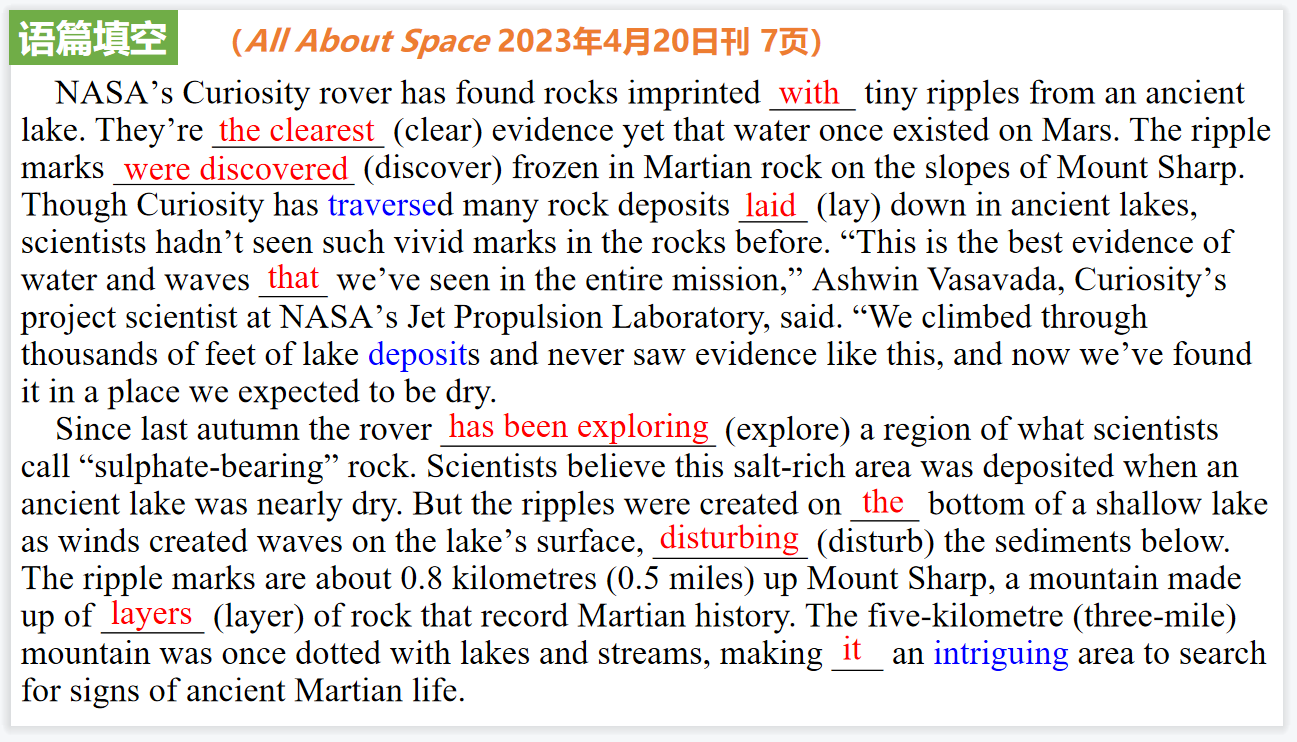 语篇填空 （All About Space 2023年4月20日刊 7页）
NASA’s Curiosity rover has found rocks imprinted with tiny ripples from an ancient
lake. They’re the clearest (clear) evidence yet that water once existed on Mars. The ripple
marks were discovered (discover) frozen in Martian rock on the slopes of Mount Sharp.
Though Curiosity has traversed many rock deposits laid (lay) down in ancient lakes,
scientists hadn’t seen such vivid marks in the rocks before. “This is the best evidence of
water and waves that we’ve seen in the entire mission,” Ashwin Vasavada, Curiosity’s
project scientist at NASA’s Jet Propulsion Laboratory, said. “We climbed through
thousands of feet of lake deposits and never saw evidence like this, and now we’ve found
it in a place we expected to be dry.
Since last autumn the rover has been exploring (explore) a region of what scientists
call “sulphate-bearing” rock. Scientists believe this salt-rich area was deposited when an
ancient lake was nearly dry. But the ripples were created on the bottom of a shallow lake
as winds created waves on the lake’s surface, disturbing (disturb) the sediments below.
The ripple marks are about 0.8 kilometres (0.5 miles) up Mount Sharp, a mountain made
up of layers (layer) of rock that record Martian history. The five-kilometre (three-mile)
mountain was once dotted with lakes and streams, making it an intriguing area to search
for signs of ancient Martian life.